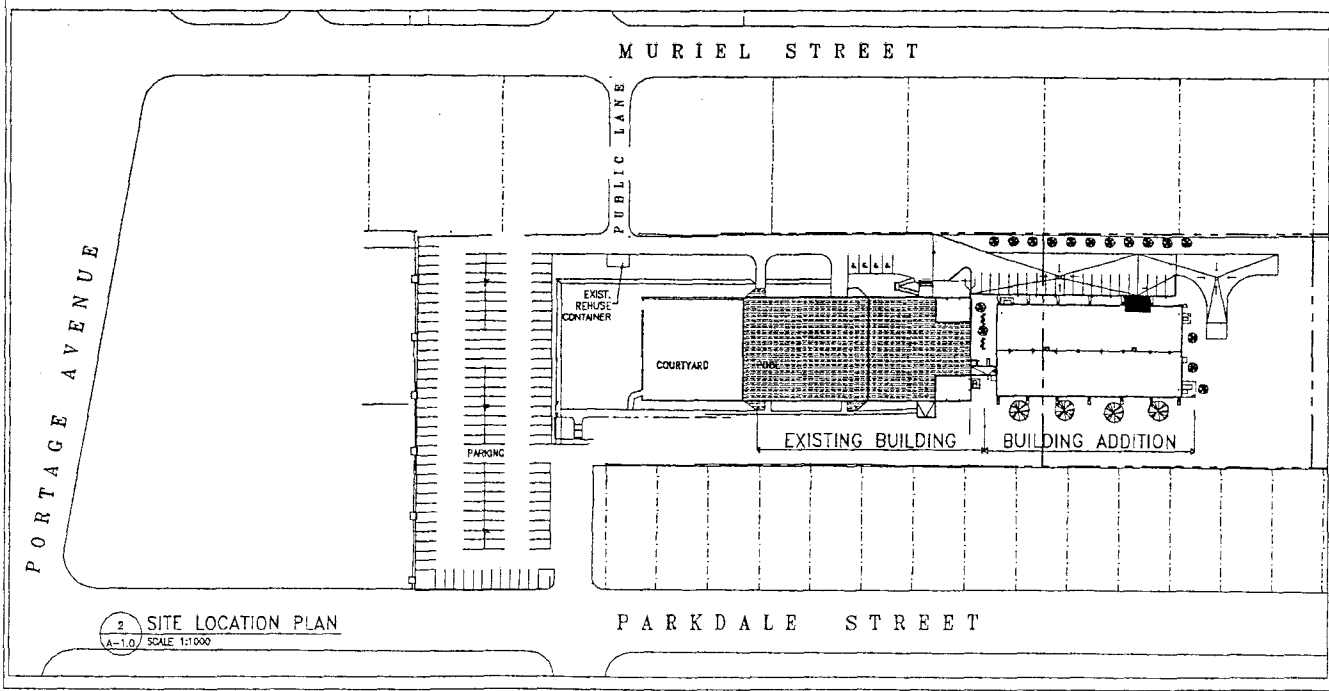 MURIEL STREET
PUBLIC LANE
PORTAGE AVENUE
EXIST.
REHUSE
CONTAINER
COURTYARD
POOL
EXISTING BUILDING
BUILDING ADDITION
PARKING
2
A-1.0
SITE LOCATION PLAN
SCALE 1:1000
PARKDALE STREET